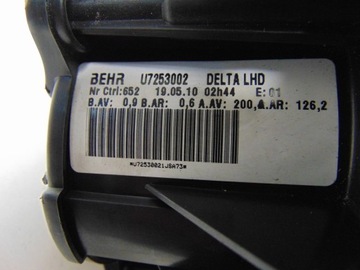 BEHR U7253002 DELTA LHD
Nr Ctrl:652 19.05.10 02h44 E:01
B.AV: 0,9 B.AR: 0,6 A.AV: 200, A.AR: 126,2
*U72530021JSA73*